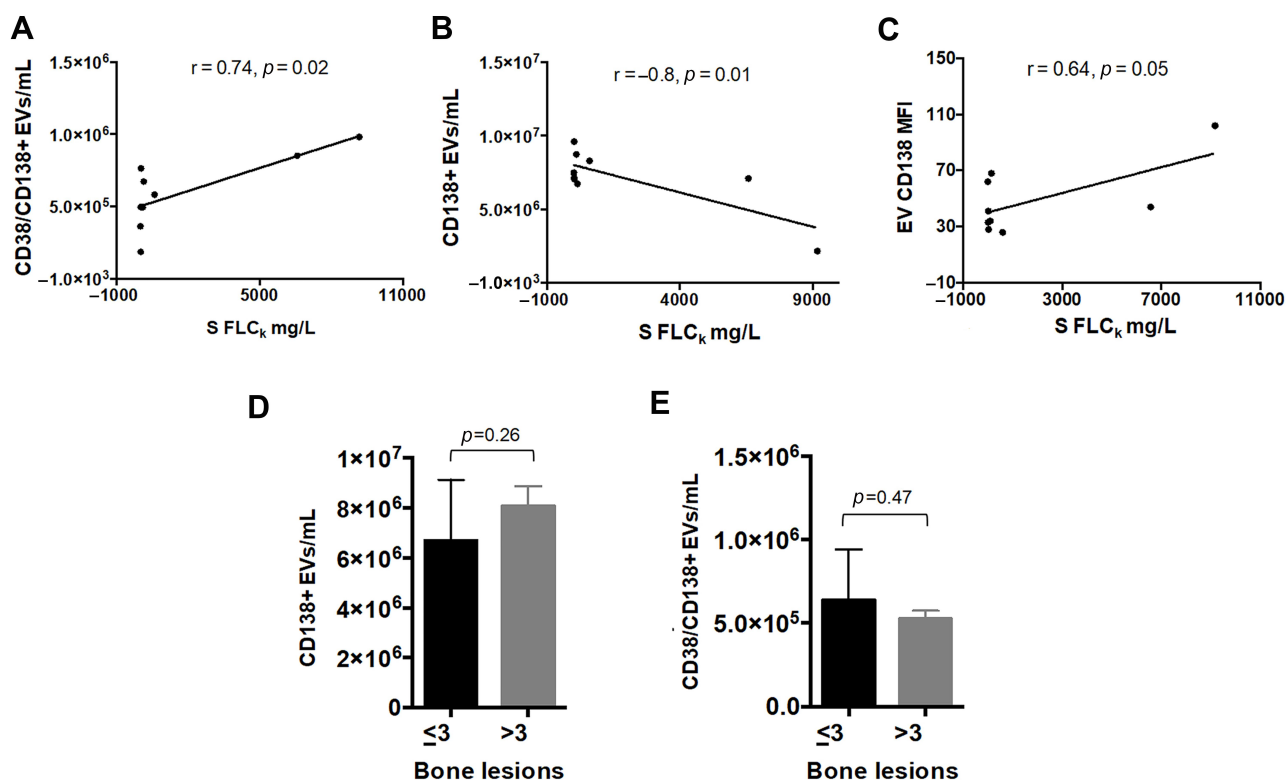 A
r = 0.74, p = 0.02
CD38/CD138+ EVs/mL
1.5×10⁶
1.0×10⁶
5.0×10⁵
–1.0×10³
–1000
5000
11000
S FLCₖ mg/L
B
r = –0.8, p = 0.01
CD138+ EVs/mL
1.5×10⁷
1.0×10⁷
5.0×10⁶
–1.0×10³
–1000
4000
9000
S FLCₖ mg/L
C
r = 0.64, p = 0.05
EV CD138 MFI
150
110
70
30
–10
–1000
3000
7000
11000
S FLCₖ mg/L
D
p=0.26
CD138+ EVs/mL
1×10⁷
8×10⁶
6×10⁶
4×10⁶
2×10⁶
0
≤3
>3
Bone lesions
E
p=0.47
CD38/CD138+ EVs/mL
1.5×10⁶
1.0×10⁶
5.0×10⁵
0.0
≤3
>3
Bone lesions